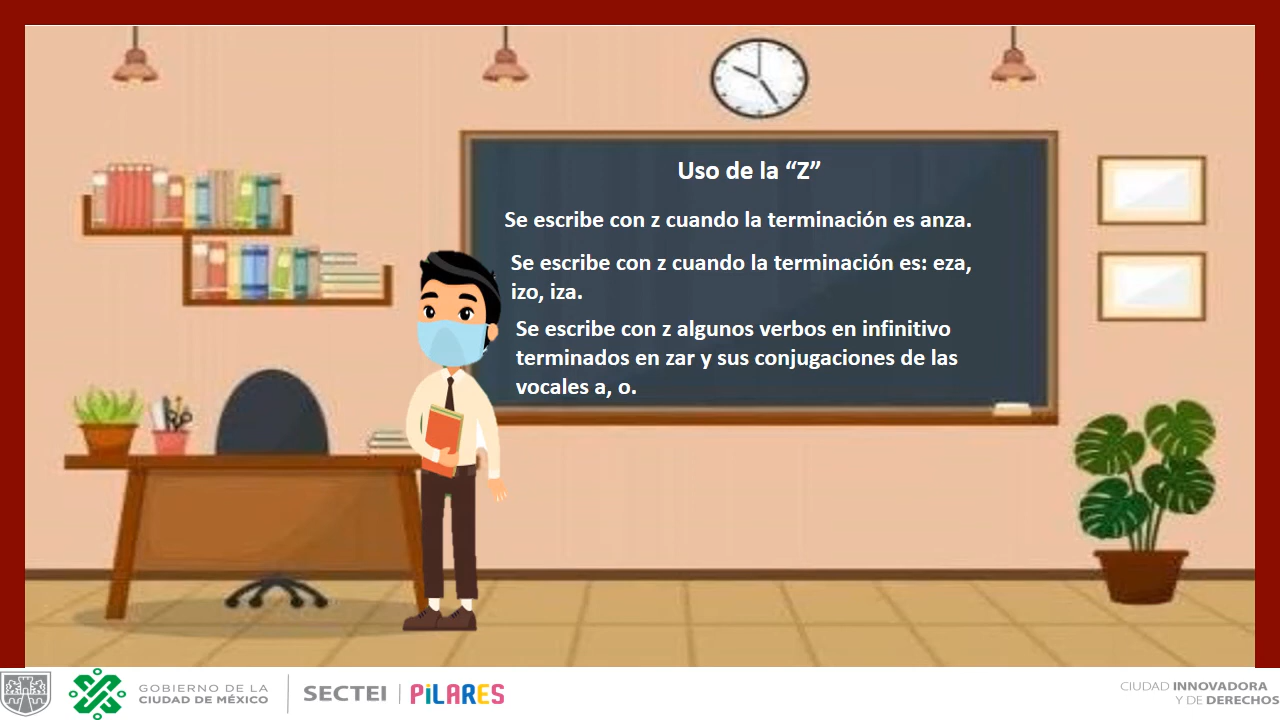 Uso de la “Z”
Se escribe con z cuando la terminación es anza.
Se escribe con z cuando la terminación es: eza,
izo, iza.
Se escribe con z algunos verbos en infinitivo
terminados en zar y sus conjugaciones de las
vocales a, o.
GOBIERNO DE LA
CIUDAD DE MÉXICO
SECTEI
PiLARES
CIUDAD INNOVADORA
Y DE DERECHOS